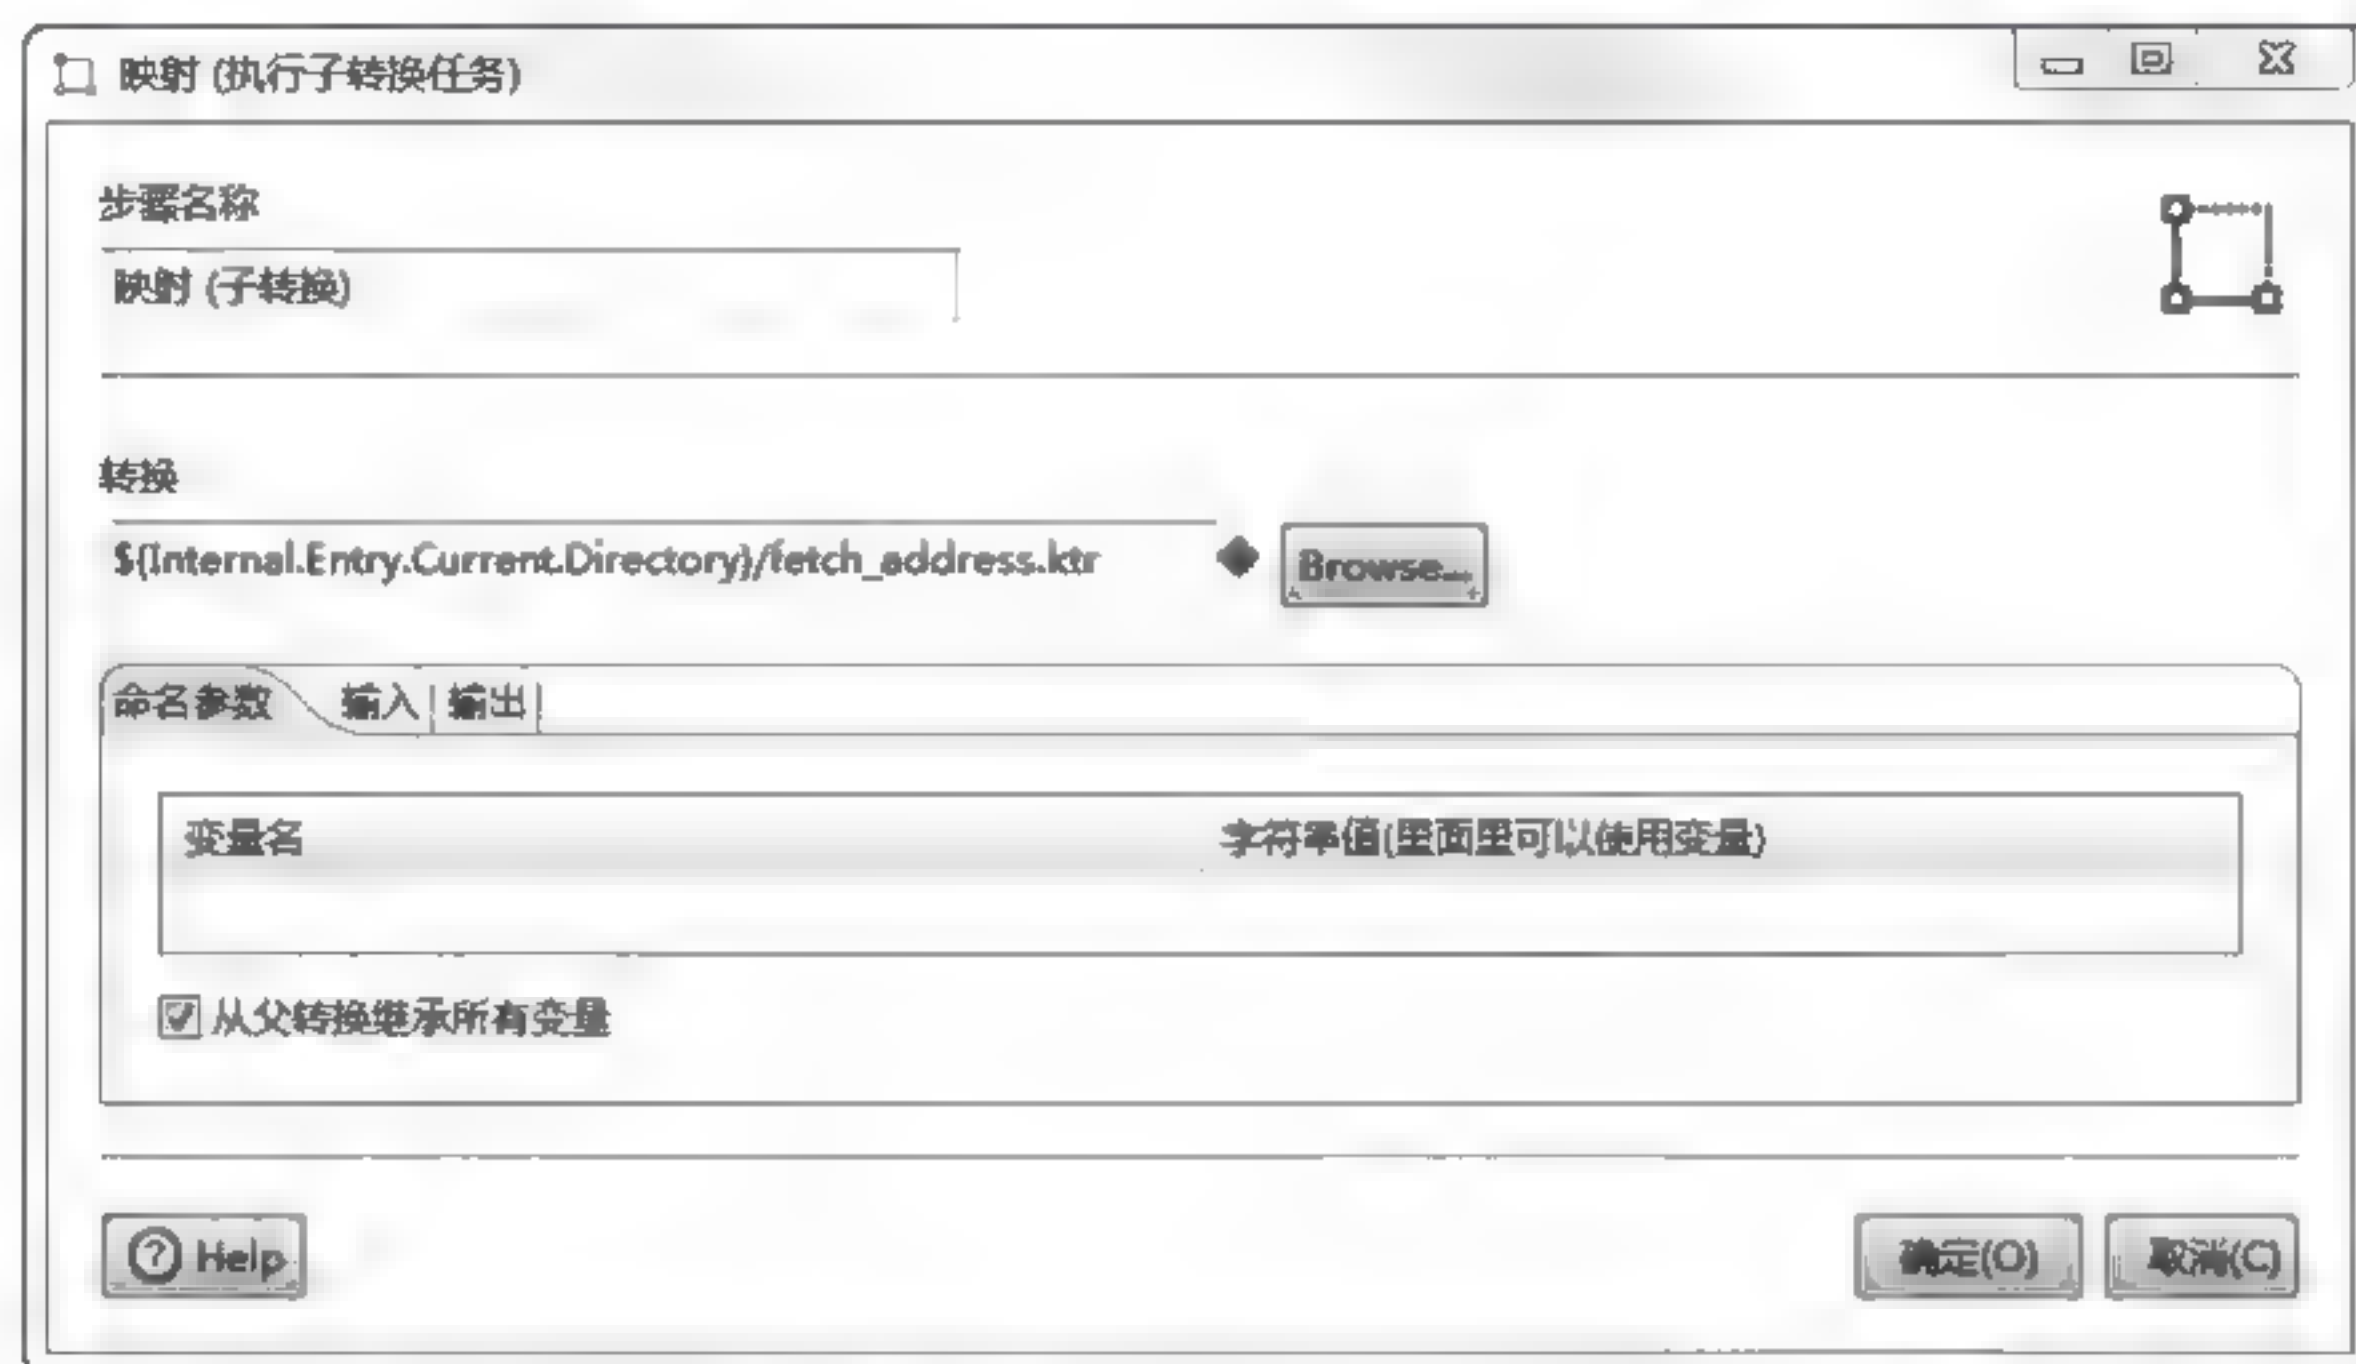 映射 (执行子转换任务)
步骤名称
映射 (子转换)
转换
${Internal.Entry.Current.Directory}/fetch_address.ktr
Browse...
命名参数 输入 输出
变量名 字符串值(里面里可以使用变量)
从父转换继承所有变量
Help 确定(O) 取消(C)